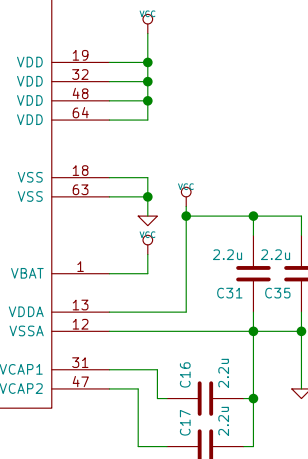 VCC
VDD 19
VDD 32
VDD 48
VDD 64
VSS 18
VSS 63
VCC
VCC
2.2u 2.2u
VBAT 1
C31 C35
VDDA 13
VSSA 12
VCAP1 31
C16 2.2u
VCAP2 47
C17 2.2u